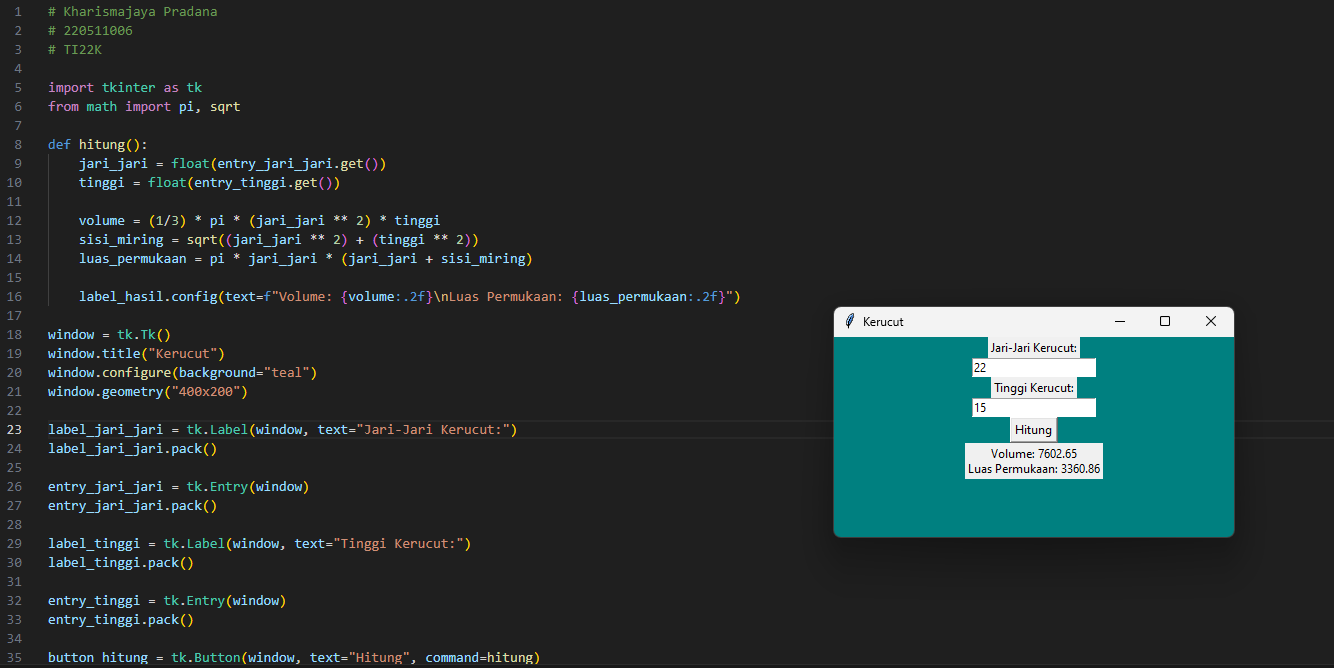 1 # Kharismajaya Pradana
2 # 220511006
3 # TI22K
4
5 import tkinter as tk
6 from math import pi, sqrt
7
8 def hitung():
9     jari_jari = float(entry_jari_jari.get())
10     tinggi = float(entry_tinggi.get())
11
12     volume = (1/3) * pi * (jari_jari ** 2) * tinggi
13     sisi_miring = sqrt((jari_jari ** 2) + (tinggi ** 2))
14     luas_permukaan = pi * jari_jari * (jari_jari + sisi_miring)
15
16     label_hasil.config(text=f"Volume: {volume:.2f}\nLuas Permukaan: {luas_permukaan:.2f}")
17
18 window = tk.Tk()
19 window.title("Kerucut")
20 window.configure(background="teal")
21 window.geometry("400x200")
22
23 label_jari_jari = tk.Label(window, text="Jari-Jari Kerucut:")
24 label_jari_jari.pack()
25
26 entry_jari_jari = tk.Entry(window)
27 entry_jari_jari.pack()
28
29 label_tinggi = tk.Label(window, text="Tinggi Kerucut:")
30 label_tinggi.pack()
31
32 entry_tinggi = tk.Entry(window)
33 entry_tinggi.pack()
34
35 button_hitung = tk.Button(window, text="Hitung", command=hitung)
Kerucut
Jari-Jari Kerucut:
22
Tinggi Kerucut:
15
Hitung
Volume: 7602.65
Luas Permukaan: 3360.86